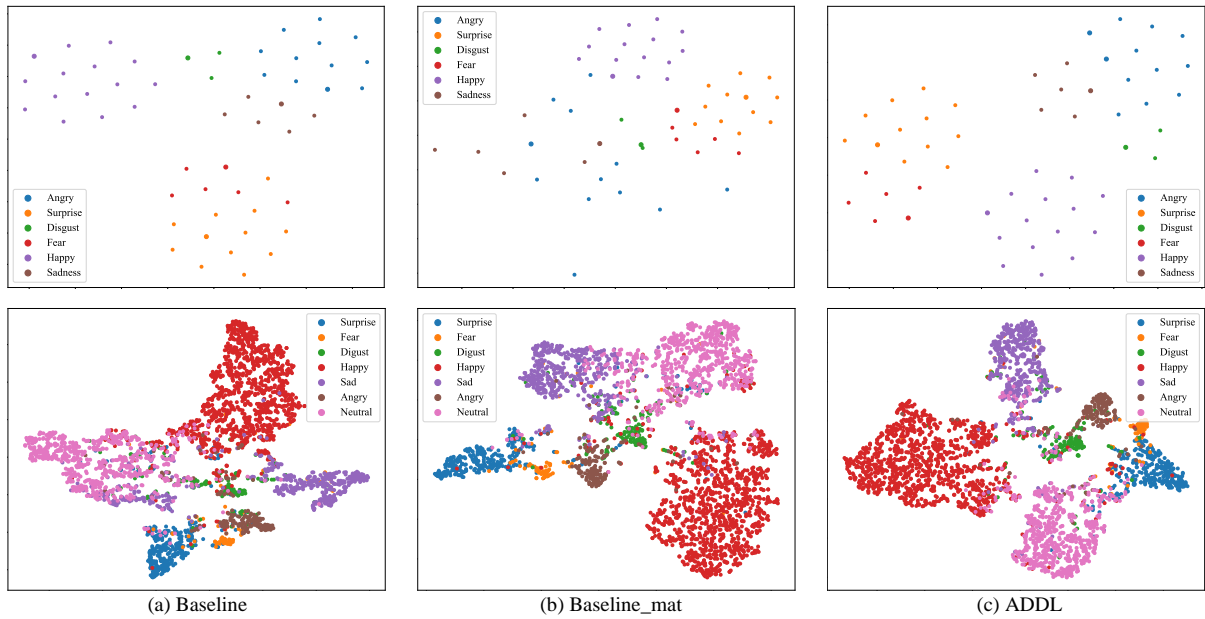 Angry
Surprise
Disgust
Fear
Happy
Sadness
Angry
Surprise
Disgust
Fear
Happy
Sadness
Angry
Surprise
Disgust
Fear
Happy
Sadness
Surprise
Fear
Digust
Happy
Sad
Angry
Neutral
Surprise
Fear
Digust
Happy
Sad
Angry
Neutral
Surprise
Fear
Digust
Happy
Sad
Angry
Neutral
(a) Baseline
(b) Baseline_mat
(c) ADDL